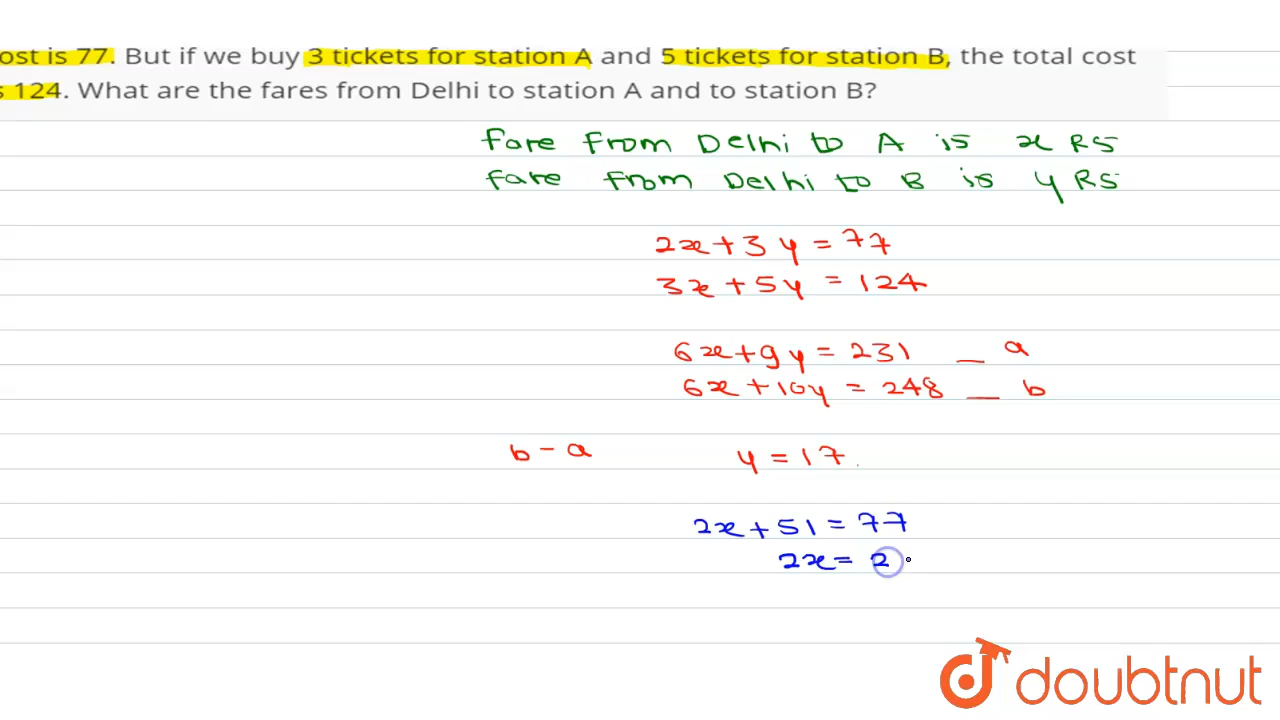 ost is 77. But if we buy 3 tickets for station A and 5 tickets for station B, the total cost
s 124. What are the fares from Delhi to station A and to station B?
fare from Delhi to A is x RS
fare from Delhi to B is y RS
2x + 3y = 77
3x + 5y = 124
6x + 9y = 231 _ a
6x + 10y = 248 _ b
b - a y = 17
2x + 51 = 77
2x = 2
doubtnut